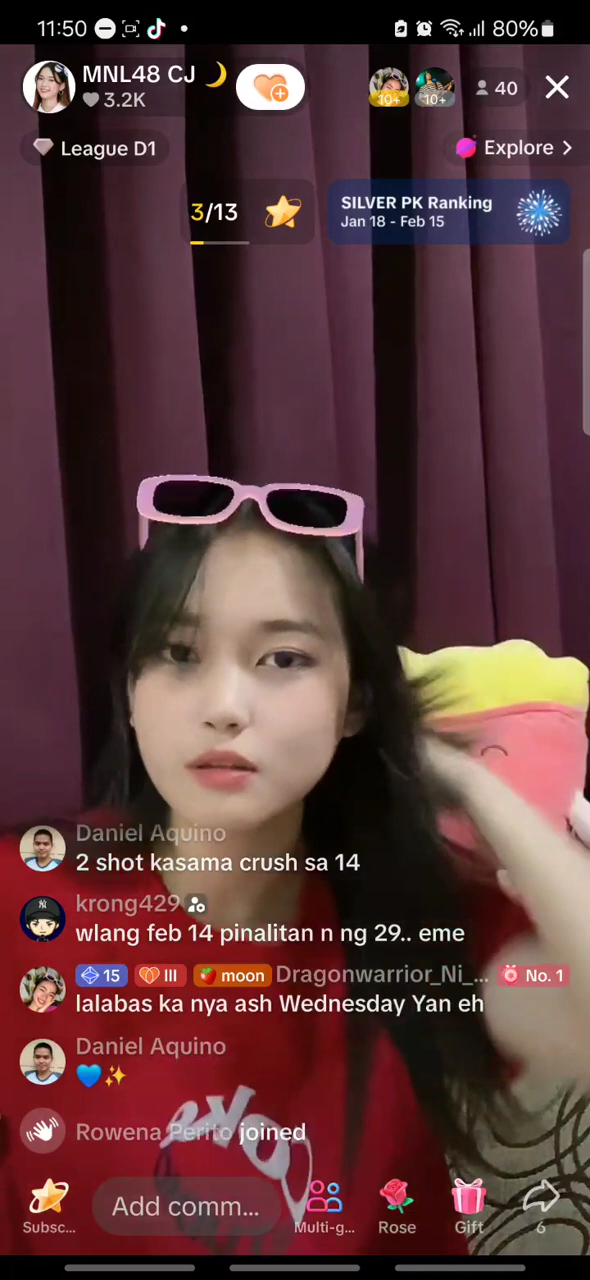 11:50
80%
MNL48 CJ 🌙
3.2K
10+
10+
40
League D1
Explore
3/13
SILVER PK Ranking
Jan 18 - Feb 15
Daniel Aquino
2 shot kasama crush sa 14
krong429
wlang feb 14 pinalitan n ng 29.. eme
15 III moon Dragonwarrior_Ni_... No. 1
lalabas ka nya ash Wednesday Yan eh
Daniel Aquino
💙✨
Rowena Perito joined
Add comm...
Subsc...
Multi-g...
Rose
Gift
6